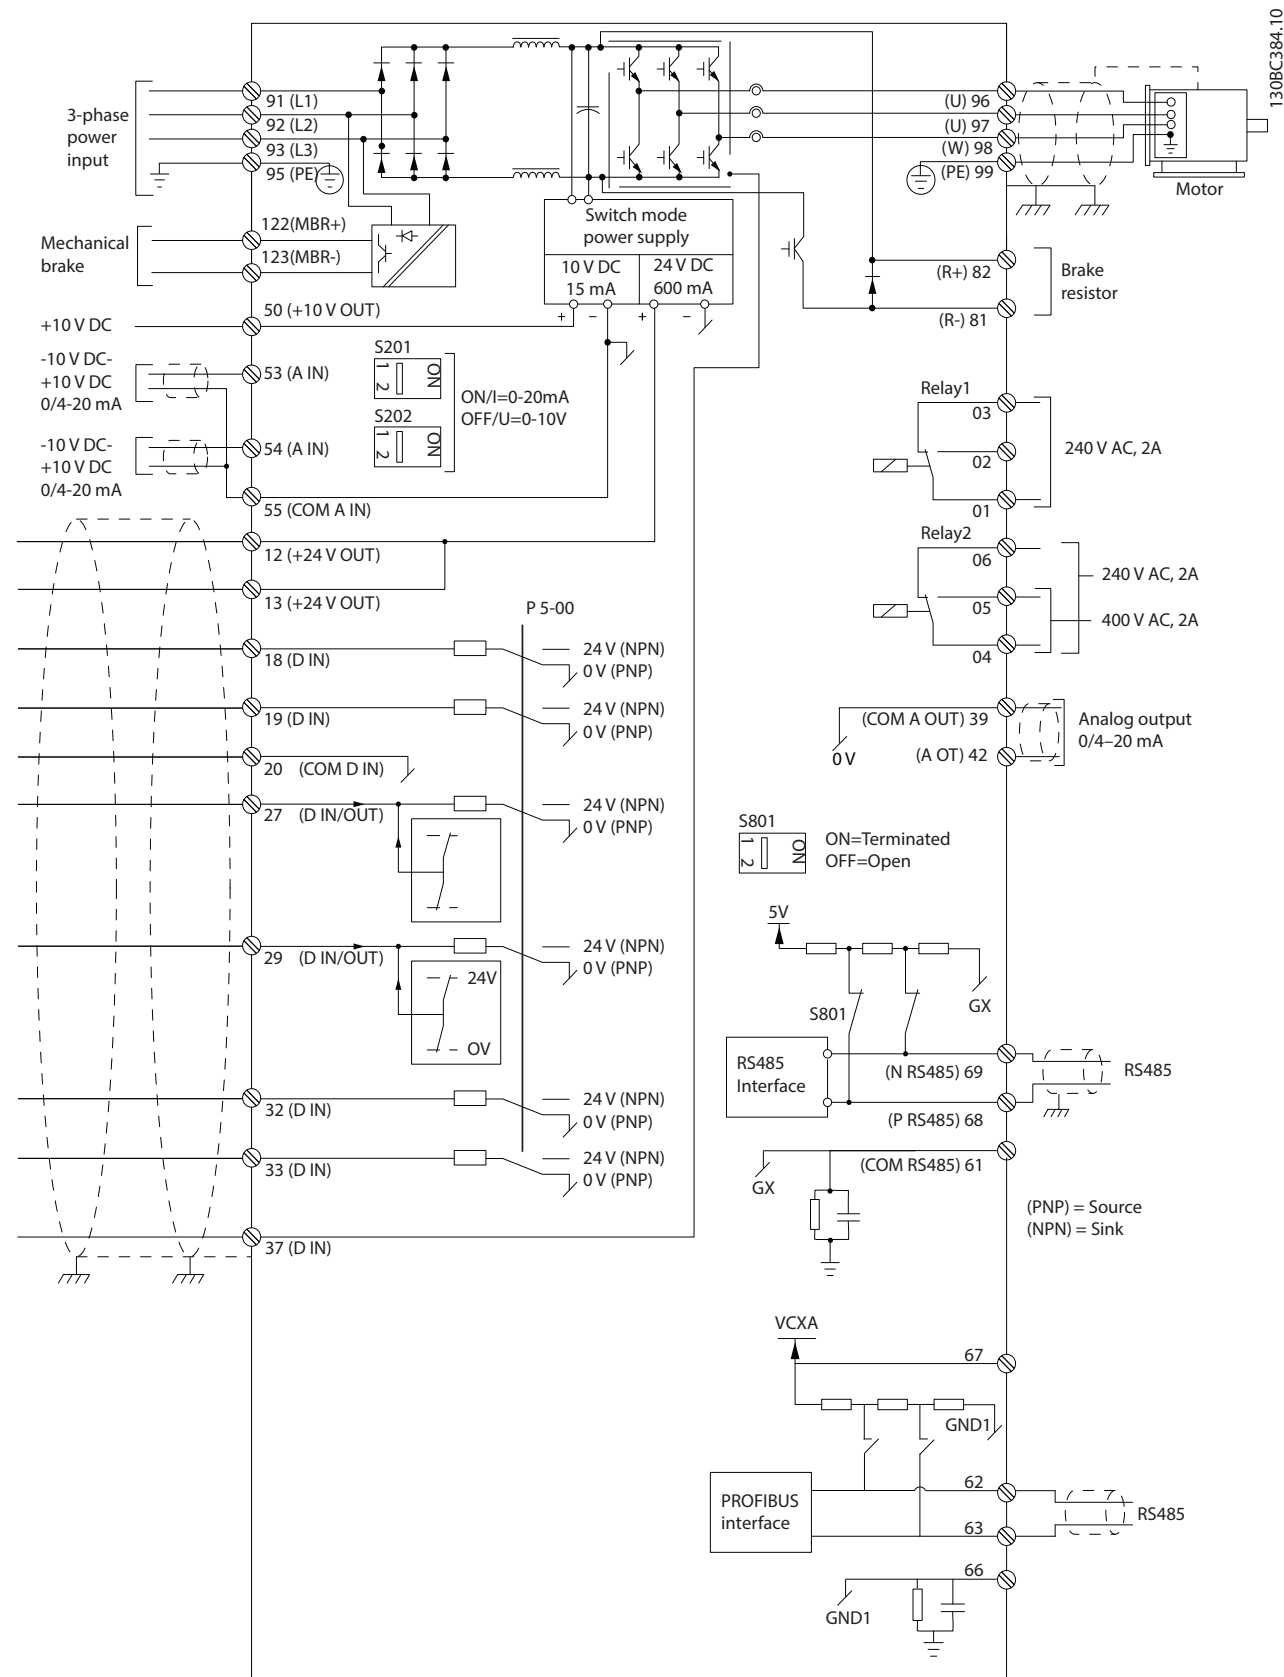 130BC384.10
3-phase
power
input
91 (L1)
92 (L2)
93 (L3)
95 (PE)
(U) 96
(U) 97
(W) 98
(PE) 99
Motor
Mechanical
brake
122(MBR+)
123(MBR-)
Switch mode
power supply
10 V DC
15 mA
24 V DC
600 mA
+
−
+
−
(R+) 82
(R-) 81
Brake
resistor
+10 V DC
50 (+10 V OUT)
-10 V DC-
+10 V DC
0/4-20 mA
53 (A IN)
S201
1
2
ON
ON/I=0-20mA
OFF/U=0-10V
S202
1
2
ON
-10 V DC-
+10 V DC
0/4-20 mA
54 (A IN)
55 (COM A IN)
12 (+24 V OUT)
13 (+24 V OUT)
Relay1
03
02
01
240 V AC, 2A
Relay2
06
05
04
240 V AC, 2A
400 V AC, 2A
P 5-00
18 (D IN)
24 V (NPN)
0 V (PNP)
19 (D IN)
24 V (NPN)
0 V (PNP)
20 (COM D IN)
27 (D IN/OUT)
24 V (NPN)
0 V (PNP)
29 (D IN/OUT)
24 V (NPN)
0 V (PNP)
24V
OV
32 (D IN)
24 V (NPN)
0 V (PNP)
33 (D IN)
24 V (NPN)
0 V (PNP)
37 (D IN)
(COM A OUT) 39
0 V
(A OT) 42
Analog output
0/4–20 mA
S801
1
2
ON
ON=Terminated
OFF=Open
5V
GX
S801
RS485
Interface
(N RS485) 69
(P RS485) 68
RS485
(COM RS485) 61
GX
(PNP) = Source
(NPN) = Sink
VCXA
67
GND1
PROFIBUS
interface
62
63
RS485
66
GND1